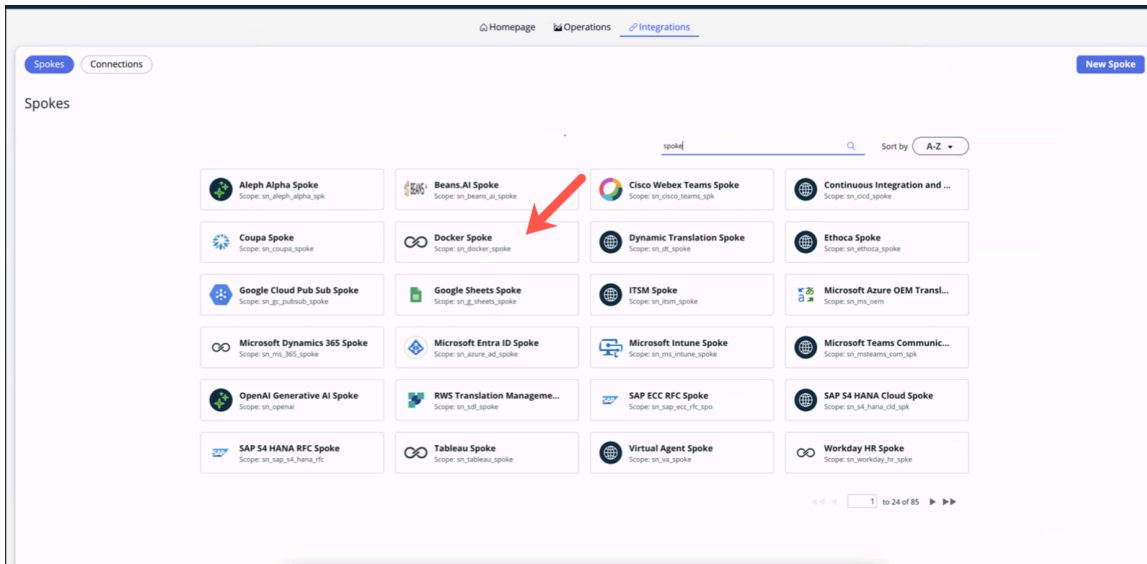 Homepage Operations Integrations
Spokes Connections New Spoke
Spokes
spoke Sort by A-Z
Aleph Alpha Spoke
Scope: sn_aleph_alpha_spk
Beans.AI Spoke
Scope: sn_beans_ai_spoke
Cisco Webex Teams Spoke
Scope: sn_cisco_teams_spk
Continuous Integration and ...
Scope: sn_cicd_spoke
Coupa Spoke
Scope: sn_coupa_spoke
Docker Spoke
Scope: sn_docker_spoke
Dynamic Translation Spoke
Scope: sn_dt_spoke
Ethoca Spoke
Scope: sn_ethoca_spoke
Google Cloud Pub Sub Spoke
Scope: sn_gc_pubsub_spoke
Google Sheets Spoke
Scope: sn_g_sheets_spoke
ITSM Spoke
Scope: sn_itsm_spoke
Microsoft Azure OEM Transl...
Scope: sn_ms_oem
Microsoft Dynamics 365 Spoke
Scope: sn_ms_365_spoke
Microsoft Entra ID Spoke
Scope: sn_azure_ad_spoke
Microsoft Intune Spoke
Scope: sn_ms_intune_spoke
Microsoft Teams Communic...
Scope: sn_msteams_com_spk
OpenAI Generative AI Spoke
Scope: sn_openai
RWS Translation Manageme...
Scope: sn_sdl_spoke
SAP ECC RFC Spoke
Scope: sn_sap_ecc_rfc_spo
SAP S4 HANA Cloud Spoke
Scope: sn_s4_hana_cld_spk
SAP S4 HANA RFC Spoke
Scope: sn_sap_s4_hana_rfc
Tableau Spoke
Scope: sn_tableau_spoke
Virtual Agent Spoke
Scope: sn_va_spoke
Workday HR Spoke
Scope: sn_workday_hr_spke
1 to 24 of 85